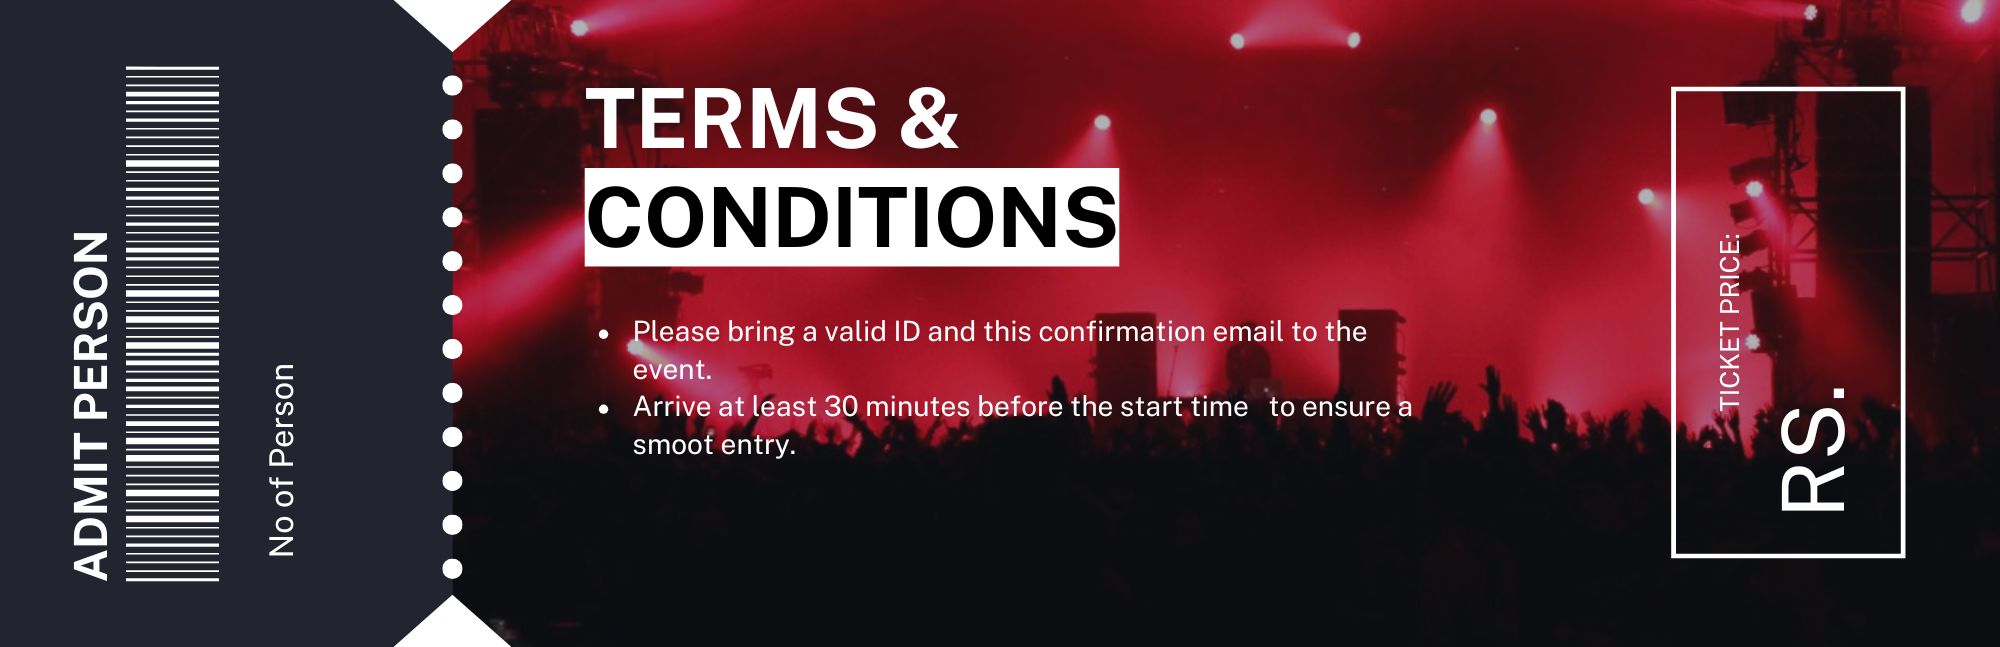 ADMIT PERSON
No of Person
TERMS &
CONDITIONS
• Please bring a valid ID and this confirmation email to the
event.
• Arrive at least 30 minutes before the start time   to ensure a
smoot entry.
TICKET PRICE:
RS.